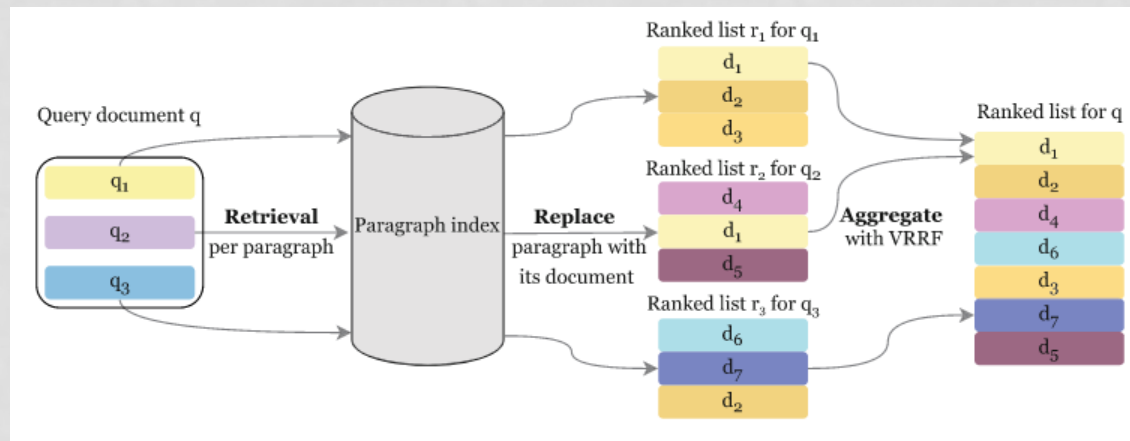 Query document q
q₁
q₂
q₃
Retrieval
per paragraph
Paragraph index
Replace
paragraph with
its document
Ranked list r₁ for q₁
d₁
d₂
d₃
Ranked list r₂ for q₂
d₄
d₁
d₅
Ranked list r₃ for q₃
d₆
d₇
d₂
Aggregate
with VRRF
Ranked list for q
d₁
d₂
d₄
d₆
d₃
d₇
d₅